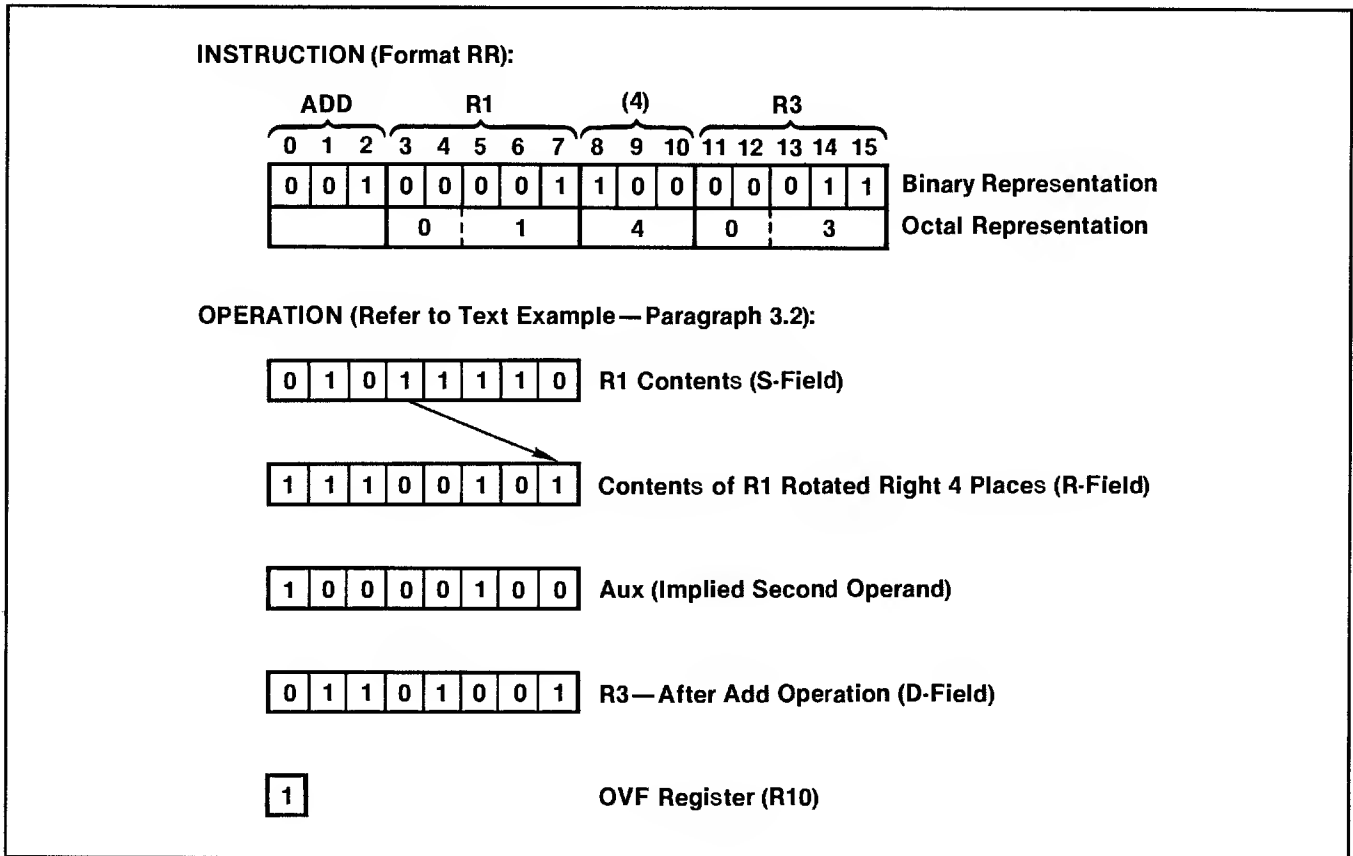 INSTRUCTION (Format RR):
ADD R1 (4) R3
0 1 2 3 4 5 6 7 8 9 10 11 12 13 14 15
0 0 1 0 0 0 0 1 1 0 0 0 0 0 1 1 Binary Representation
0 1 4 0 3 Octal Representation
OPERATION (Refer to Text Example—Paragraph 3.2):
0 1 0 1 1 1 1 0 R1 Contents (S-Field)
1 1 1 0 0 1 0 1 Contents of R1 Rotated Right 4 Places (R-Field)
1 0 0 0 0 1 0 0 Aux (Implied Second Operand)
0 1 1 0 1 0 0 1 R3—After Add Operation (D-Field)
1 OVF Register (R10)